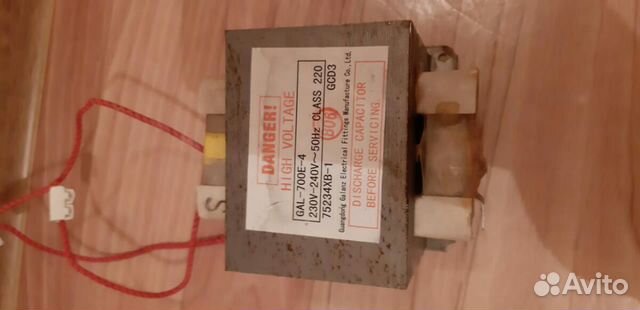 DANGER!
HIGH VOLTAGE
GAL-700E-4
230V-240V~50Hz CLASS 220
75234XB-1
GCD3
Guangdong Galanz Electrical Fittings Manufacture Co., Ltd.
DISCHARGE CAPACITOR
BEFORE SERVICING.
S
Avito